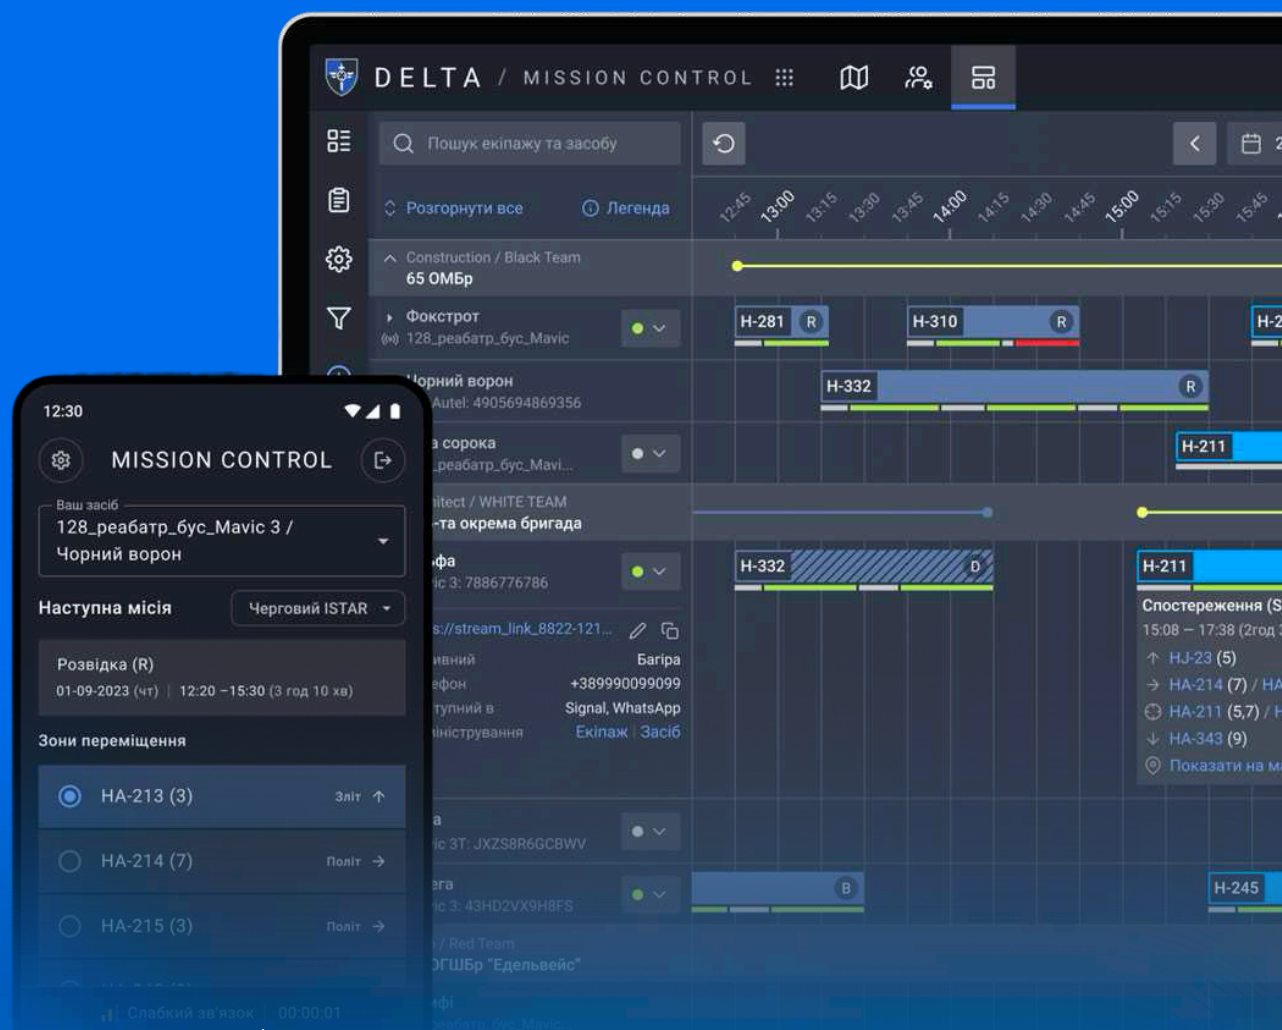 DELTA / MISSION CONTROL
Пошук екіпажу та засобу
2
Розгорнути все
Легенда
12:45 13:00 13:15 13:30 13:45 14:00 14:15 14:30 14:45 15:00 15:15 15:30 15:45
Construction / Black Team
65 ОМБр
Фокстрот
128_реабатр_бус_Mavic
H-281 R
H-310 R
H-2
Чорний ворон
Autel: 4905694869356
H-332 R
сорока
_реабатр_бус_Mavi...
H-211
/ WHITE TEAM
-та окрема бригада
3: 7886776786
H-332 D
H-211
Спостереження (S
15:08 – 17:38 (2год 3
HJ-23 (5)
HA-214 (7) / HA
HA-211 (5,7) / H
HA-343 (9)
Показати на ма
s://stream_link_8822-121...
Багіра
+389990099099
Signal, WhatsApp
Екіпаж | Засіб
3T: JXZS8R6GCBWV
B
H-245
3: 43HD2VX9H8FS
/ Red Team
ОГШБр "Едельвейс"
12:30
MISSION CONTROL
Ваш засіб
128_реабатр_бус_Mavic 3 /
Чорний ворон
Наступна місія
Черговий ISTAR
Розвідка (R)
01-09-2023 (чт) | 12:20 –15:30 (3 год 10 хв)
Зони переміщення
HA-213 (3) Зліт
HA-214 (7) Політ
HA-215 (3) Політ
Слабкий зв'язок 00:00:01